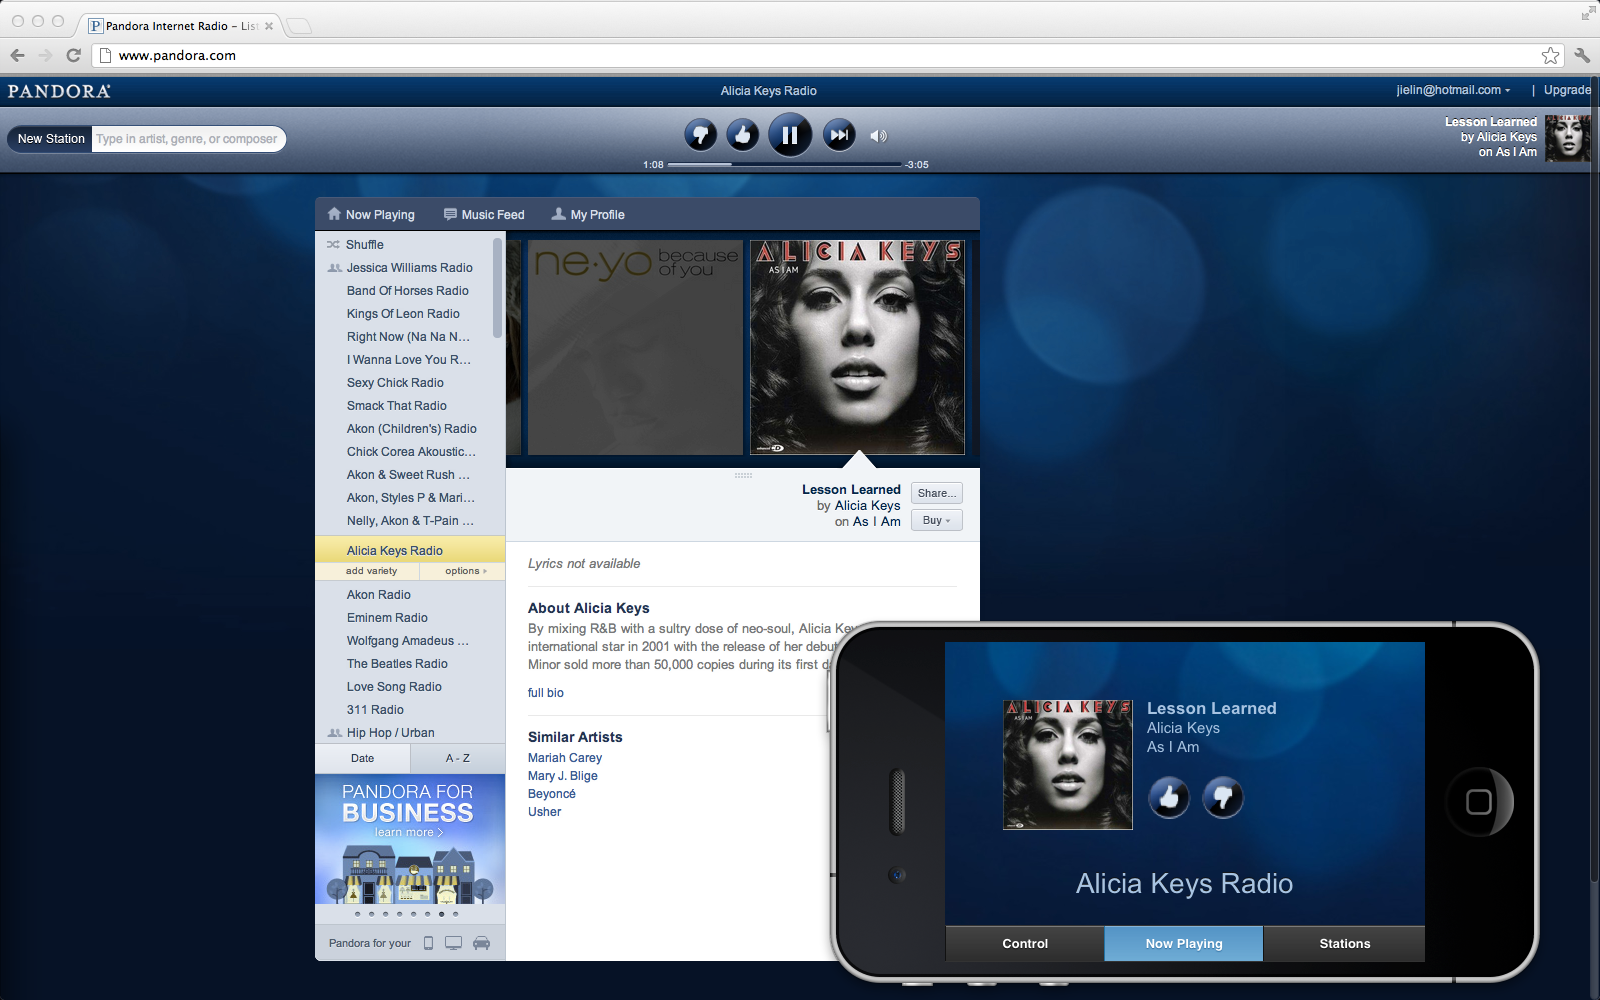 Pandora Internet Radio – Lis
www.pandora.com
PANDORA
Alicia Keys Radio
jielin@hotmail.com
| Upgrade
New Station
Type in artist, genre, or composer
1:08
-3:05
Lesson Learned
by Alicia Keys
on As I Am
Now Playing
Music Feed
My Profile
Shuffle
Jessica Williams Radio
Band Of Horses Radio
Kings Of Leon Radio
Right Now (Na Na N...
I Wanna Love You R...
Sexy Chick Radio
Smack That Radio
Akon (Children's) Radio
Chick Corea Akoustic...
Akon & Sweet Rush ...
Akon, Styles P & Mari...
Nelly, Akon & T-Pain ...
Alicia Keys Radio
add variety
options
Akon Radio
Eminem Radio
Wolfgang Amadeus ...
The Beatles Radio
Love Song Radio
311 Radio
Hip Hop / Urban
Date
A - Z
PANDORA FOR
BUSINESS
learn more >
Pandora for your
ne·yo
because
of you
ALICIA KEYS
AS I AM
Lesson Learned
by Alicia Keys
on As I Am
Share...
Buy
Lyrics not available
About Alicia Keys
By mixing R&B with a sultry dose of neo-soul, Alicia Ke
international star in 2001 with the release of her debut
Minor sold more than 50,000 copies during its first d
full bio
Similar Artists
Mariah Carey
Mary J. Blige
Beyoncé
Usher
ALICIA KEYS
AS I AM
Lesson Learned
Alicia Keys
As I Am
Alicia Keys Radio
Control
Now Playing
Stations